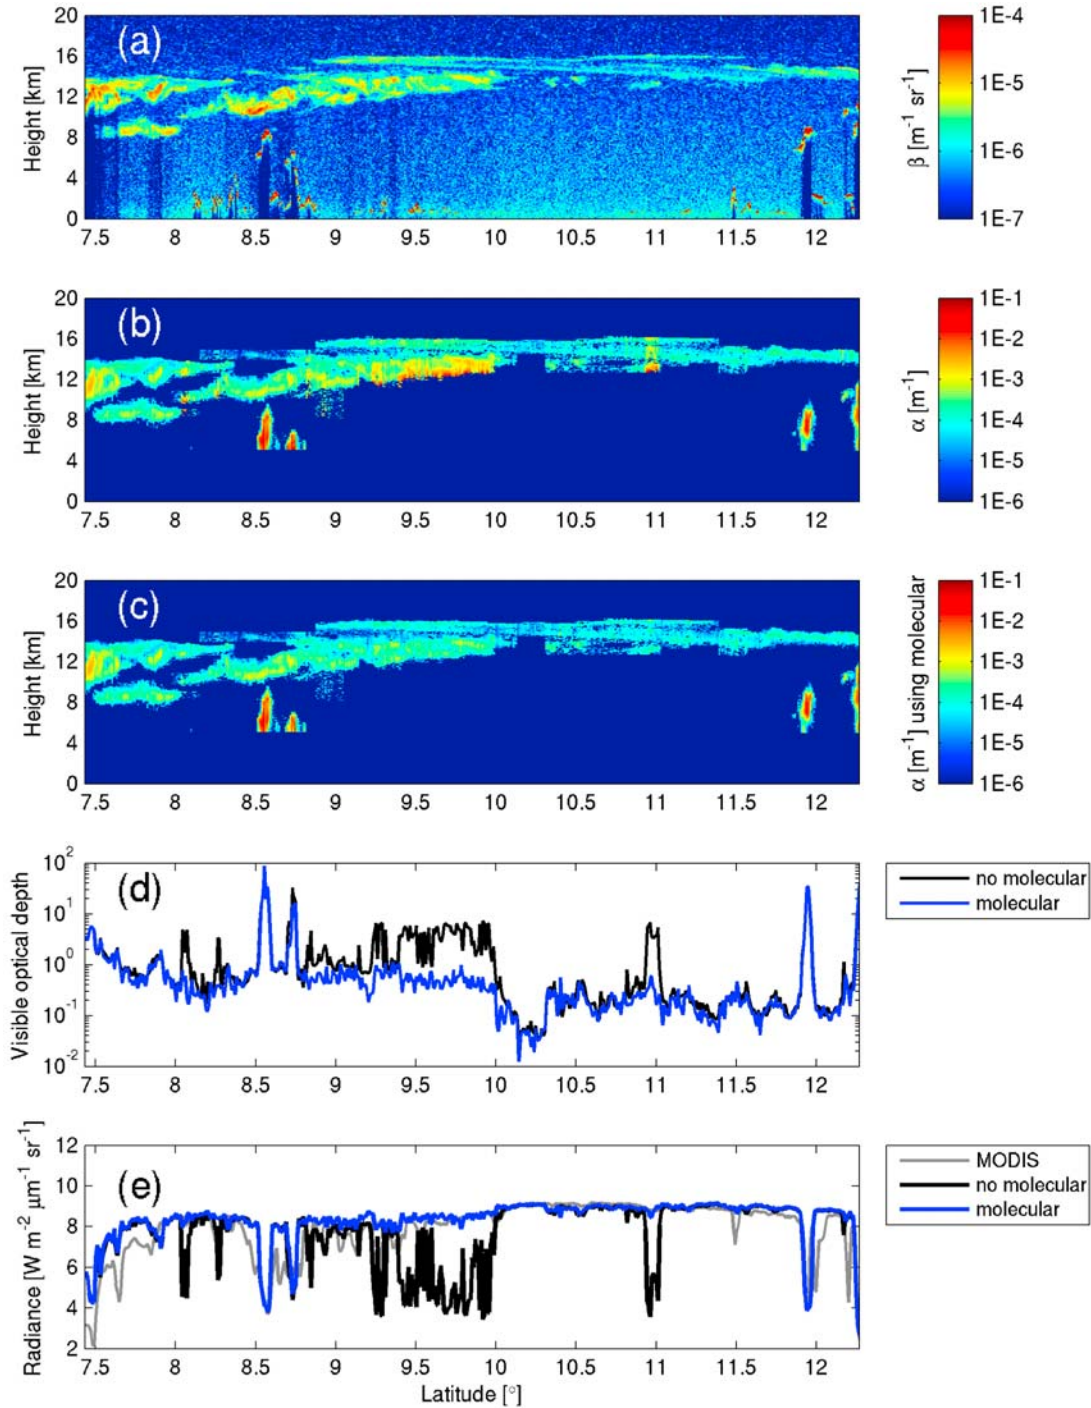 (a)
Height [km]
20
16
12
8
4
0
7.5 8 8.5 9 9.5 10 10.5 11 11.5 12
β [m⁻¹ sr⁻¹]
1E-4
1E-5
1E-6
1E-7
(b)
Height [km]
20
16
12
8
4
0
7.5 8 8.5 9 9.5 10 10.5 11 11.5 12
α [m⁻¹]
1E-1
1E-2
1E-3
1E-4
1E-5
1E-6
(c)
Height [km]
20
16
12
8
4
0
7.5 8 8.5 9 9.5 10 10.5 11 11.5 12
α [m⁻¹] using molecular
1E-1
1E-2
1E-3
1E-4
1E-5
1E-6
(d)
Visible optical depth
10²
10¹
10⁰
10⁻¹
10⁻²
7.5 8 8.5 9 9.5 10 10.5 11 11.5 12
no molecular
molecular
(e)
Radiance [W m⁻² μm⁻¹ sr⁻¹]
12
10
8
6
4
2
7.5 8 8.5 9 9.5 10 10.5 11 11.5 12
Latitude [°]
MODIS
no molecular
molecular